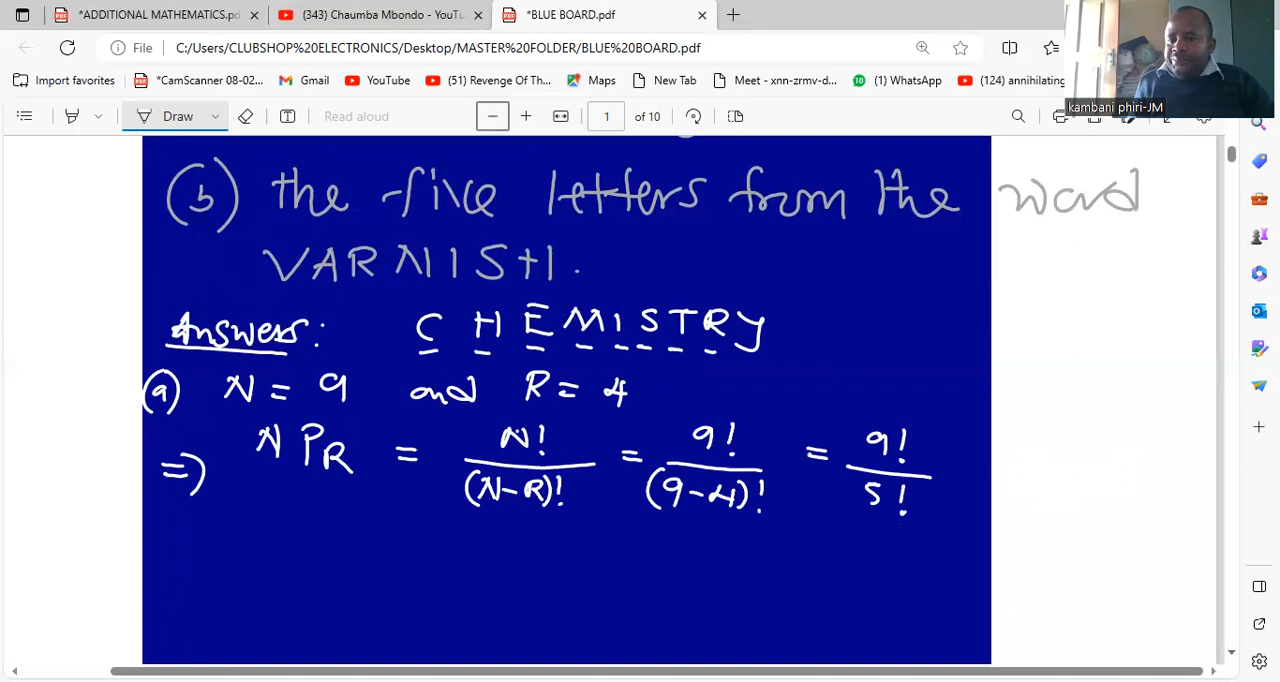 *ADDITIONAL MATHEMATICS.pd (343) Chaumba Mbondo - YouTu *BLUE BOARD.pdf
File C:/Users/CLUBSHOP%20ELECTRONICS/Desktop/MASTER%20FOLDER/BLUE%20BOARD.pdf
Import favorites *CamScanner 08-02... Gmail YouTube (51) Revenge Of Th... Maps New Tab Meet - xnn-zrmv-d... (1) WhatsApp (124) annihilating
kambani phiri-JM
Draw Read aloud 1 of 10
(b) the five letters from the word
VARNISH.
Answers: CHEMISTRY
(a) N = 9 and R = 4
=> NPR = N!/(N-R)! = 9!/(9-4)! = 9!/5!